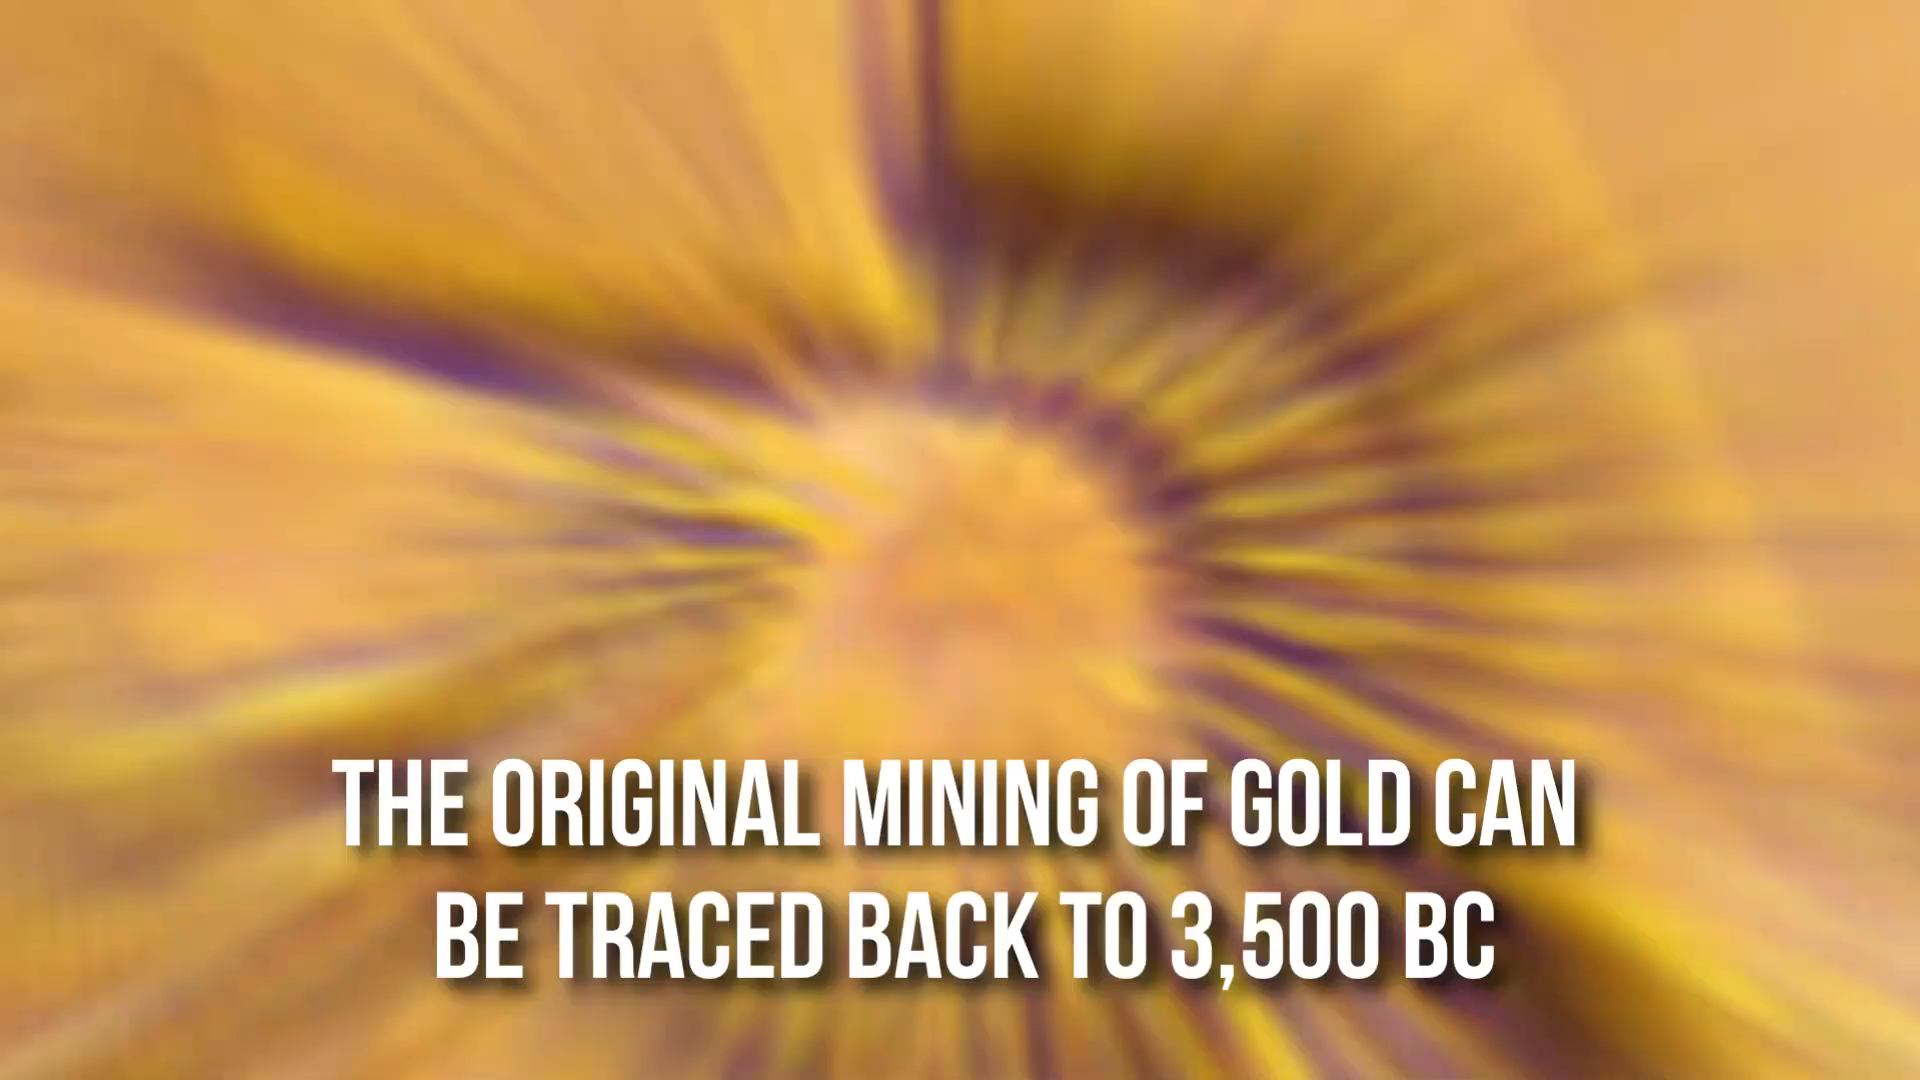 THE ORIGINAL MINING OF GOLD CAN
BE TRACED BACK TO 3,500 BC